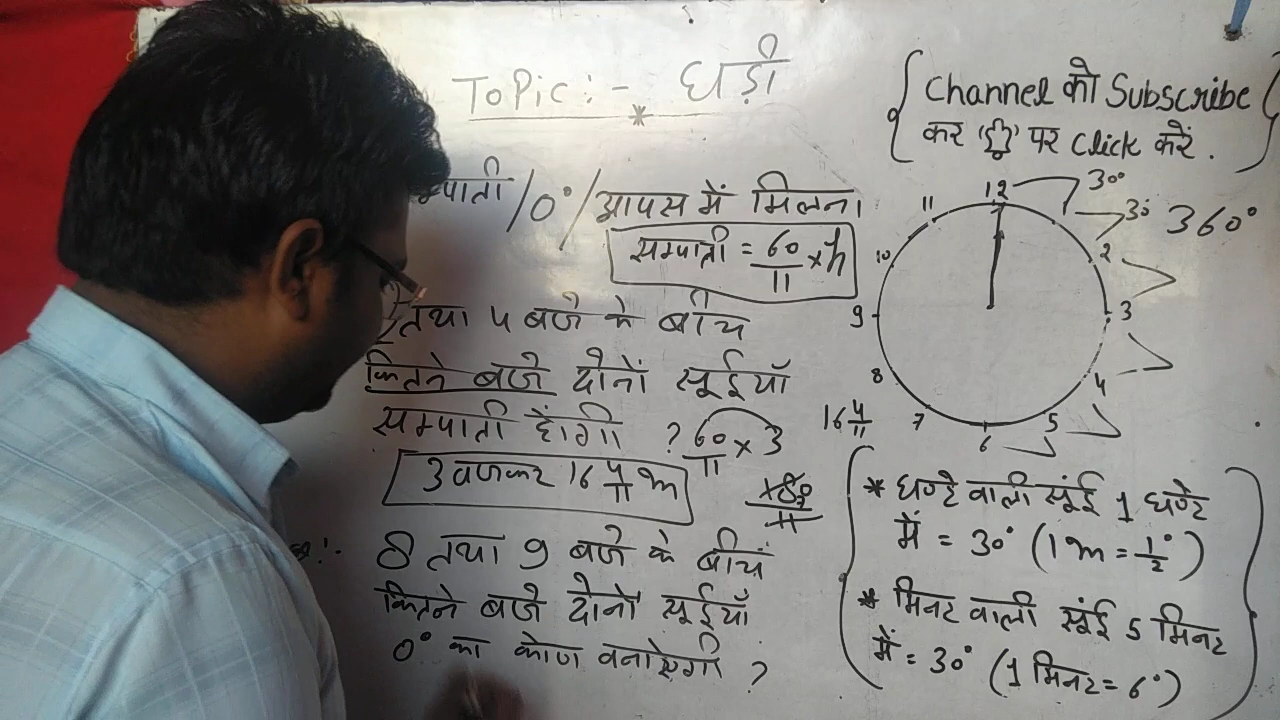 Topic :- घड़ी
{ Channel को Subscribe
कर '🔔' पर Click करें. }
म्पाती / 0° / आपस में मिलना
सम्पाती = 60/11 × h
तथा 4 बजे के बीच
कितने बजे दोनों सूईयाँ
सम्पाती होंगी ?
60/11 × 3
16 4/11
3 बजकर 16 4/11 m
8 तथा 9 बजे के बीच
कितने बजे दोनों सूईयाँ
0° का कोण बनाएगी ?
12
11
10
9
8
7
6
5
4
3
2
30°
30°
360°
* घण्टे वाली सूंई 1 घण्टे
में = 30° (1 m = 1/2°)
* मिनट वाली सूंई 5 मिनट
में = 30° (1 मिनट = 6°)